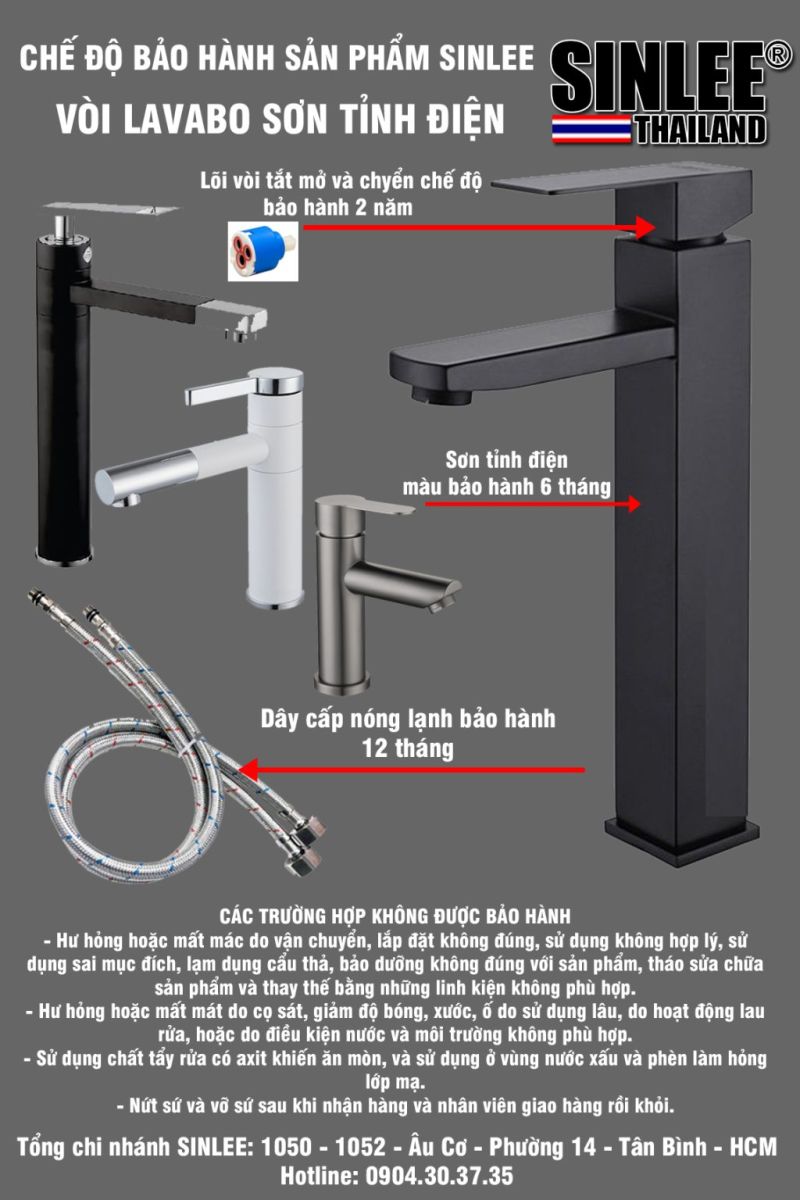 CHẾ ĐỘ BẢO HÀNH SẢN PHẨM SINLEE
VÒI LAVABO SƠN TỈNH ĐIỆN
SINLEE®
THAILAND
Lõi vòi tắt mở và chyển chế độ
bảo hành 2 năm
Sơn tỉnh điện
màu bảo hành 6 tháng
Dây cấp nóng lạnh bảo hành
12 tháng
CÁC TRƯỜNG HỢP KHÔNG ĐƯỢC BẢO HÀNH
- Hư hỏng hoặc mất mác do vận chuyển, lắp đặt không đúng, sử dụng không hợp lý, sử
dụng sai mục đích, lạm dụng cẩu thả, bảo dưỡng không đúng với sản phẩm, tháo sửa chữa
sản phẩm và thay thế bằng những linh kiện không phù hợp.
- Hư hỏng hoặc mất mát do cọ sát, giảm độ bóng, xước, ố do sử dụng lâu, do hoạt động lau
rửa, hoặc do điều kiện nước và môi trường không phù hợp.
- Sử dụng chất tẩy rửa có axit khiến ăn mòn, và sử dụng ở vùng nước xấu và phèn làm hỏng
lớp mạ.
- Nứt sứ và vỡ sứ sau khi nhận hàng và nhân viên giao hàng rồi khỏi.
Tổng chi nhánh SINLEE: 1050 - 1052 - Âu Cơ - Phường 14 - Tân Bình - HCM
Hotline: 0904.30.37.35